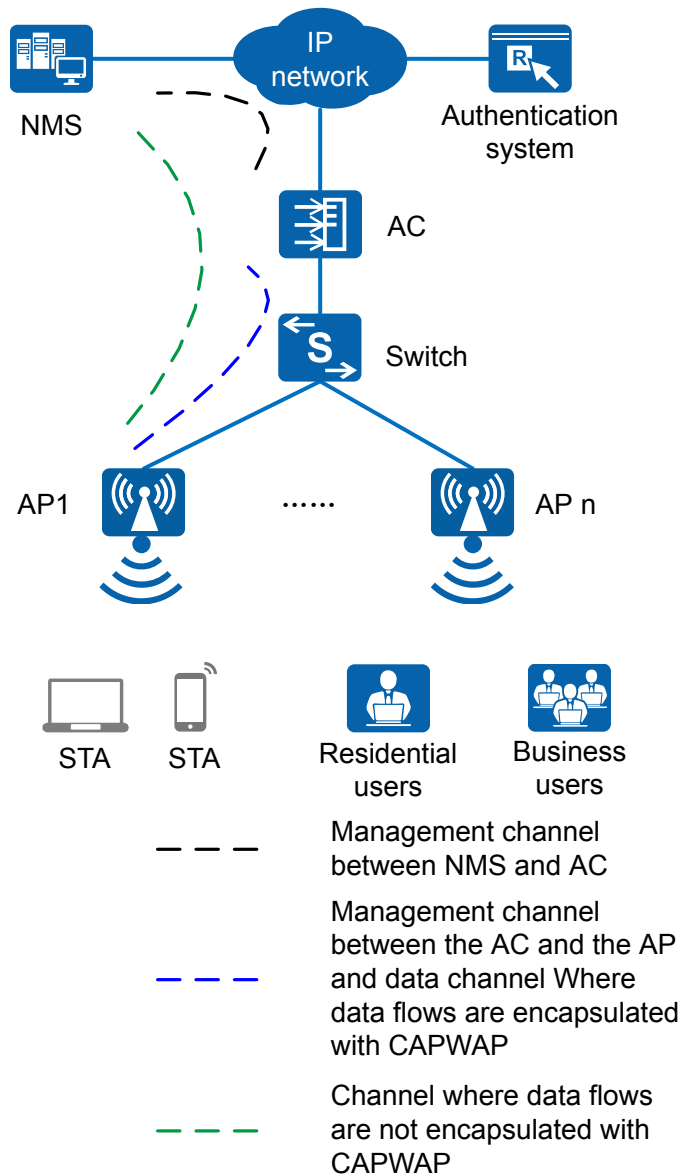 IP
network
R
NMS
Authentication
system
AC
S
Switch
AP1
......
AP n
STA
STA
Residential
users
Business
users
Management channel
between NMS and AC
Management channel
between the AC and the AP
and data channel Where
data flows are encapsulated
with CAPWAP
Channel where data flows
are not encapsulated with
CAPWAP